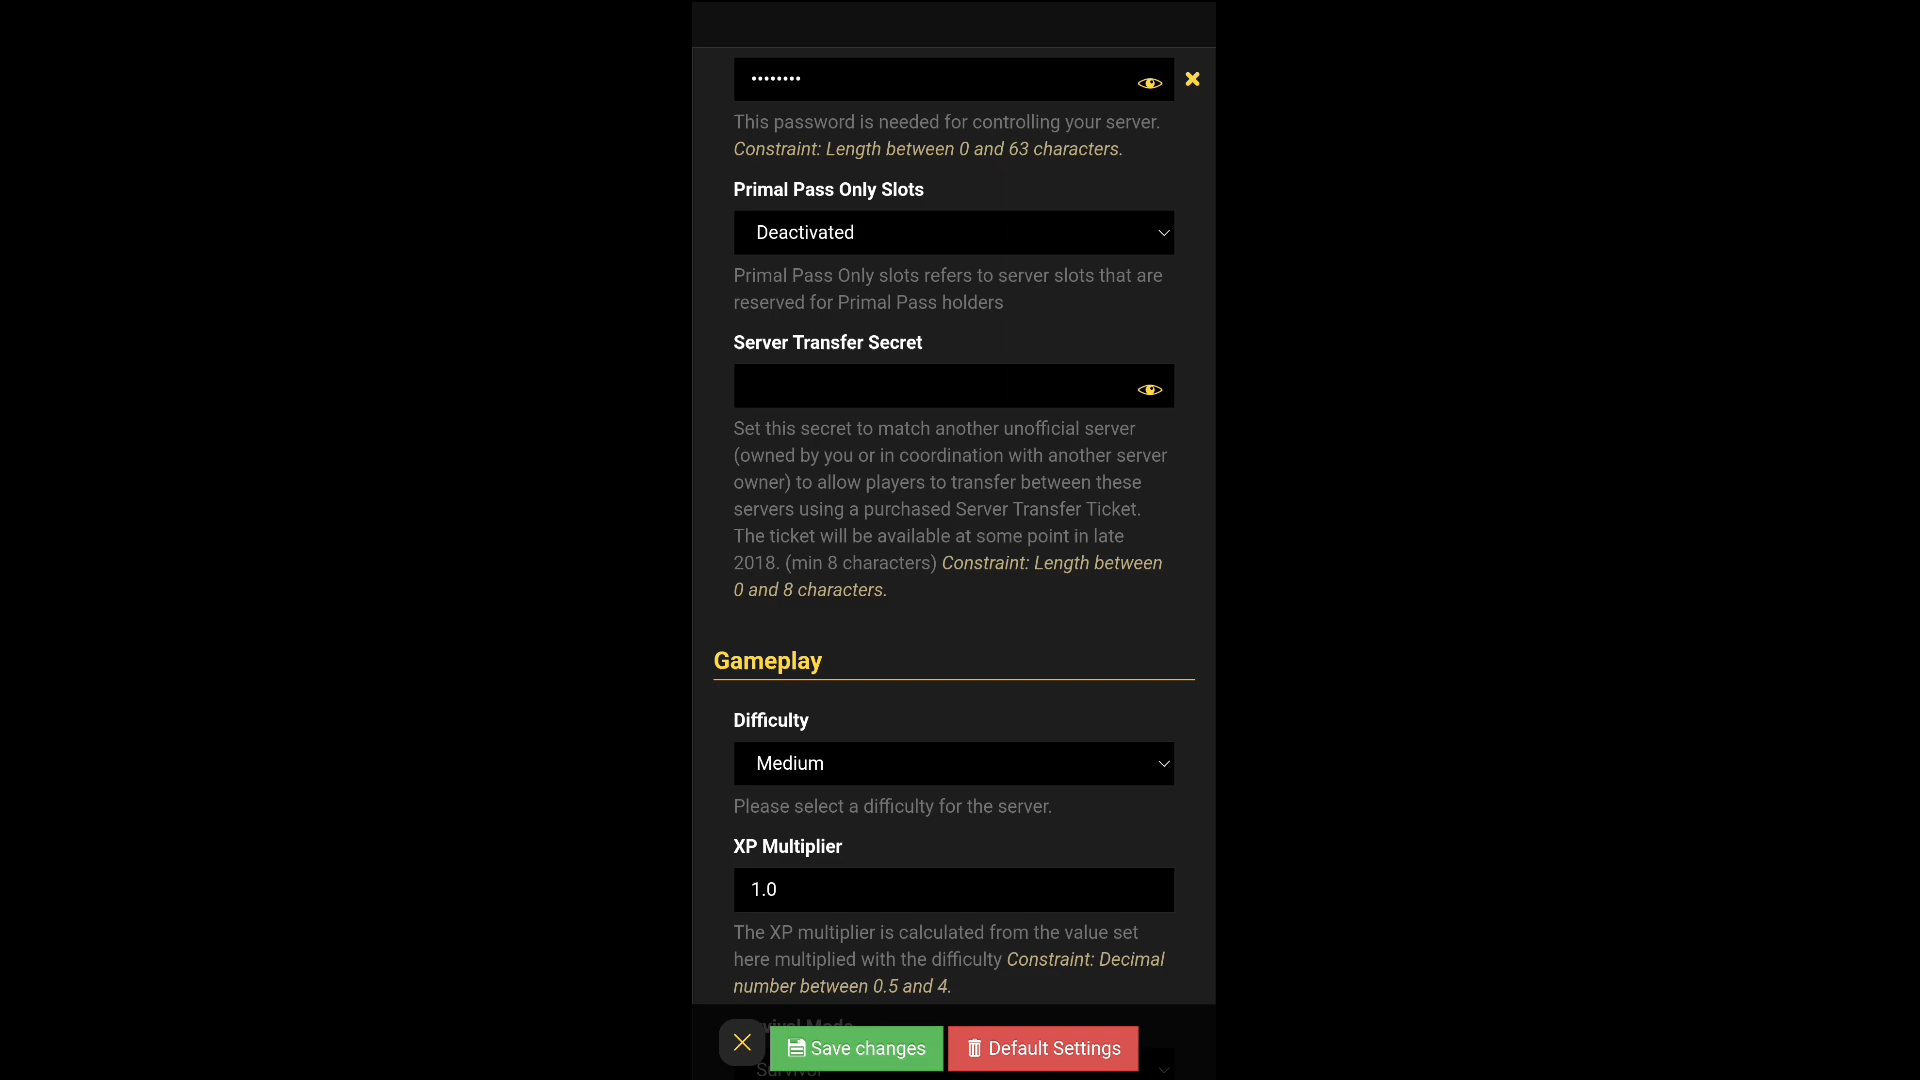 ••••••••
This password is needed for controlling your server.
Constraint: Length between 0 and 63 characters.
Primal Pass Only Slots
Deactivated
Primal Pass Only slots refers to server slots that are
reserved for Primal Pass holders
Server Transfer Secret
Set this secret to match another unofficial server
(owned by you or in coordination with another server
owner) to allow players to transfer between these
servers using a purchased Server Transfer Ticket.
The ticket will be available at some point in late
2018. (min 8 characters) Constraint: Length between
0 and 8 characters.
Gameplay
Difficulty
Medium
Please select a difficulty for the server.
XP Multiplier
1.0
The XP multiplier is calculated from the value set
here multiplied with the difficulty Constraint: Decimal
number between 0.5 and 4.
Save changes
Default Settings